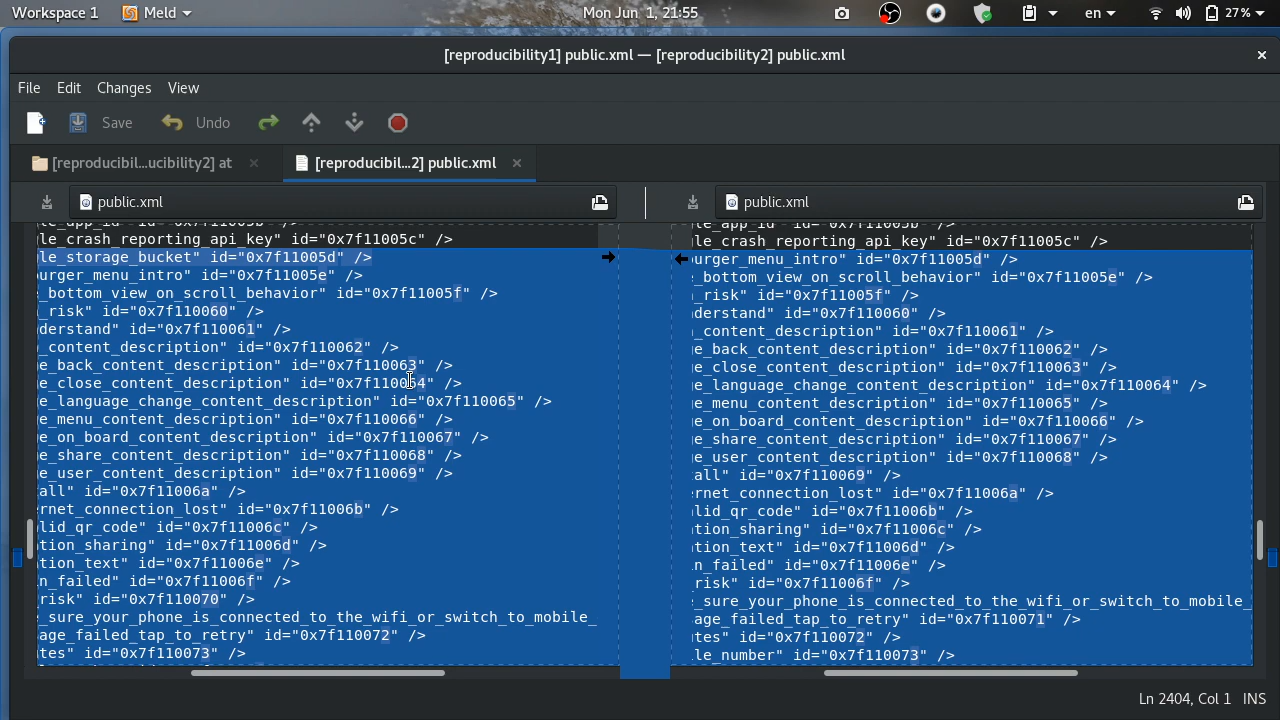 Workspace 1 Meld Mon Jun 1, 21:55 en 27%
[reproducibility1] public.xml — [reproducibility2] public.xml
File Edit Changes View
Save Undo
[reproducibil...ucibility2] at [reproducibil...2] public.xml
public.xml
le_crash_reporting_api_key" id="0x7f11005c" />
le_storage_bucket" id="0x7f11005d" />
urger_menu_intro" id="0x7f11005e" />
_bottom_view_on_scroll_behavior" id="0x7f11005f" />
_risk" id="0x7f110060" />
derstand" id="0x7f110061" />
_content_description" id="0x7f110062" />
e_back_content_description" id="0x7f110063" />
e_close_content_description" id="0x7f110064" />
e_language_change_content_description" id="0x7f110065" />
e_menu_content_description" id="0x7f110066" />
e_on_board_content_description" id="0x7f110067" />
e_share_content_description" id="0x7f110068" />
e_user_content_description" id="0x7f110069" />
all" id="0x7f11006a" />
rnet_connection_lost" id="0x7f11006b" />
lid_qr_code" id="0x7f11006c" />
tion_sharing" id="0x7f11006d" />
tion_text" id="0x7f11006e" />
n_failed" id="0x7f11006f" />
risk" id="0x7f110070" />
_sure_your_phone_is_connected_to_the_wifi_or_switch_to_mobile_
age_failed_tap_to_retry" id="0x7f110072" />
tes" id="0x7f110073" />
public.xml
le_app_id" id="0x7f11005b" />
le_crash_reporting_api_key" id="0x7f11005c" />
urger_menu_intro" id="0x7f11005d" />
_bottom_view_on_scroll_behavior" id="0x7f11005e" />
_risk" id="0x7f11005f" />
derstand" id="0x7f110060" />
_content_description" id="0x7f110061" />
e_back_content_description" id="0x7f110062" />
e_close_content_description" id="0x7f110063" />
e_language_change_content_description" id="0x7f110064" />
e_menu_content_description" id="0x7f110065" />
e_on_board_content_description" id="0x7f110066" />
e_share_content_description" id="0x7f110067" />
e_user_content_description" id="0x7f110068" />
all" id="0x7f110069" />
rnet_connection_lost" id="0x7f11006a" />
lid_qr_code" id="0x7f11006b" />
tion_sharing" id="0x7f11006c" />
tion_text" id="0x7f11006d" />
n_failed" id="0x7f11006e" />
risk" id="0x7f11006f" />
_sure_your_phone_is_connected_to_the_wifi_or_switch_to_mobile_
age_failed_tap_to_retry" id="0x7f110071" />
tes" id="0x7f110072" />
le_number" id="0x7f110073" />
Ln 2404, Col 1 INS